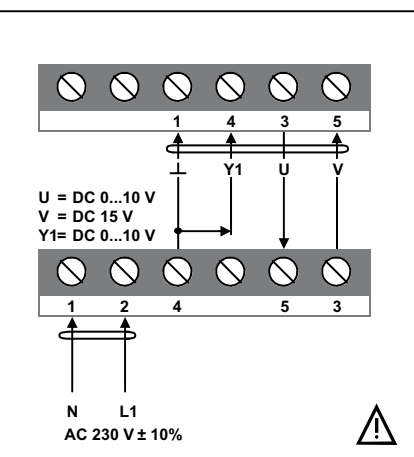 1 4 3 5
⊥ Y1 U V
U = DC 0...10 V
V = DC 15 V
Y1= DC 0...10 V
1 2 4 5 3
N L1
AC 230 V ± 10%